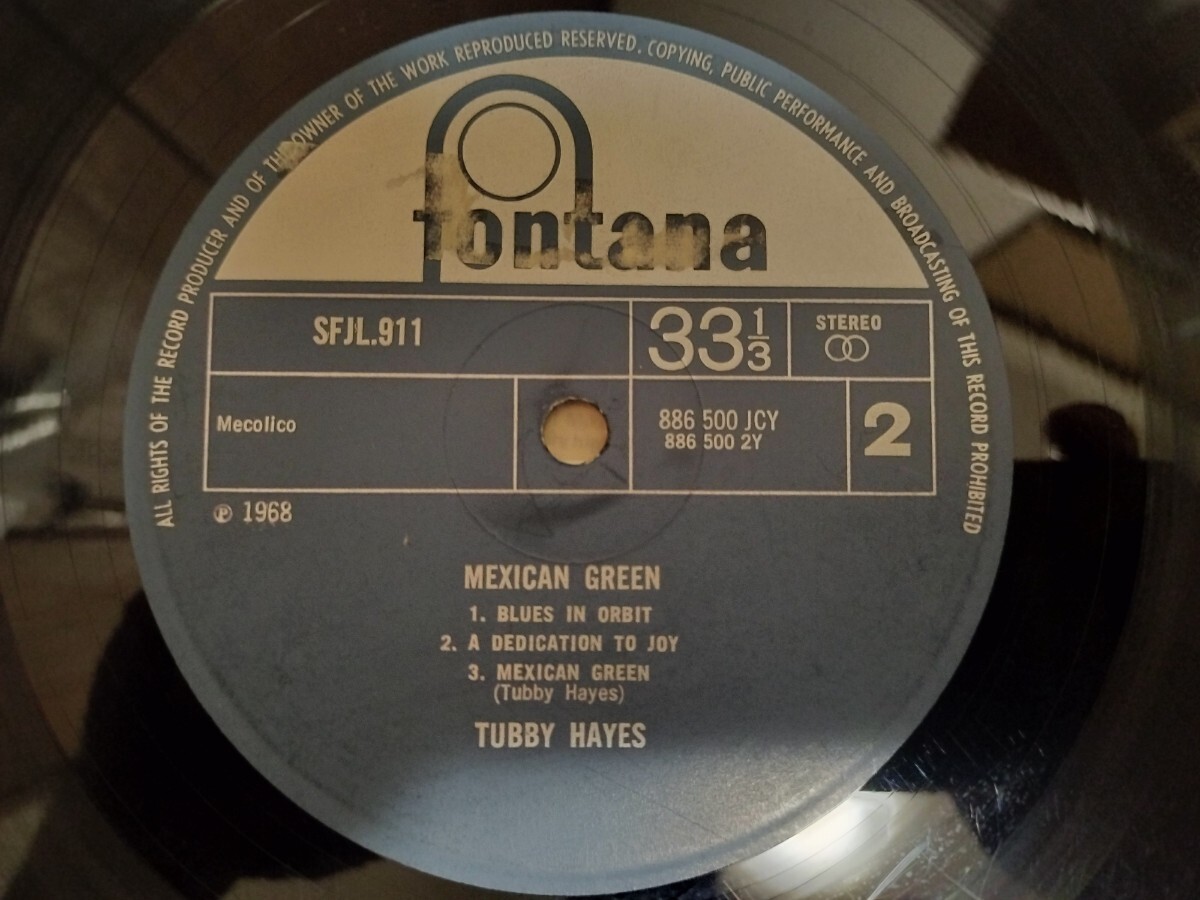 ALL RIGHTS OF THE RECORD PRODUCER AND OF THE OWNER OF THE WORK REPRODUCED RESERVED. COPYING, PUBLIC PERFORMANCE AND BROADCASTING OF THIS RECORD PROHIBITED
fontana
SFJL.911
33 1/3
STEREO
Mecolico
886 500 JCY
886 500 2Y
2
℗ 1968
MEXICAN GREEN
1. BLUES IN ORBIT
2. A DEDICATION TO JOY
3. MEXICAN GREEN
(Tubby Hayes)
TUBBY HAYES